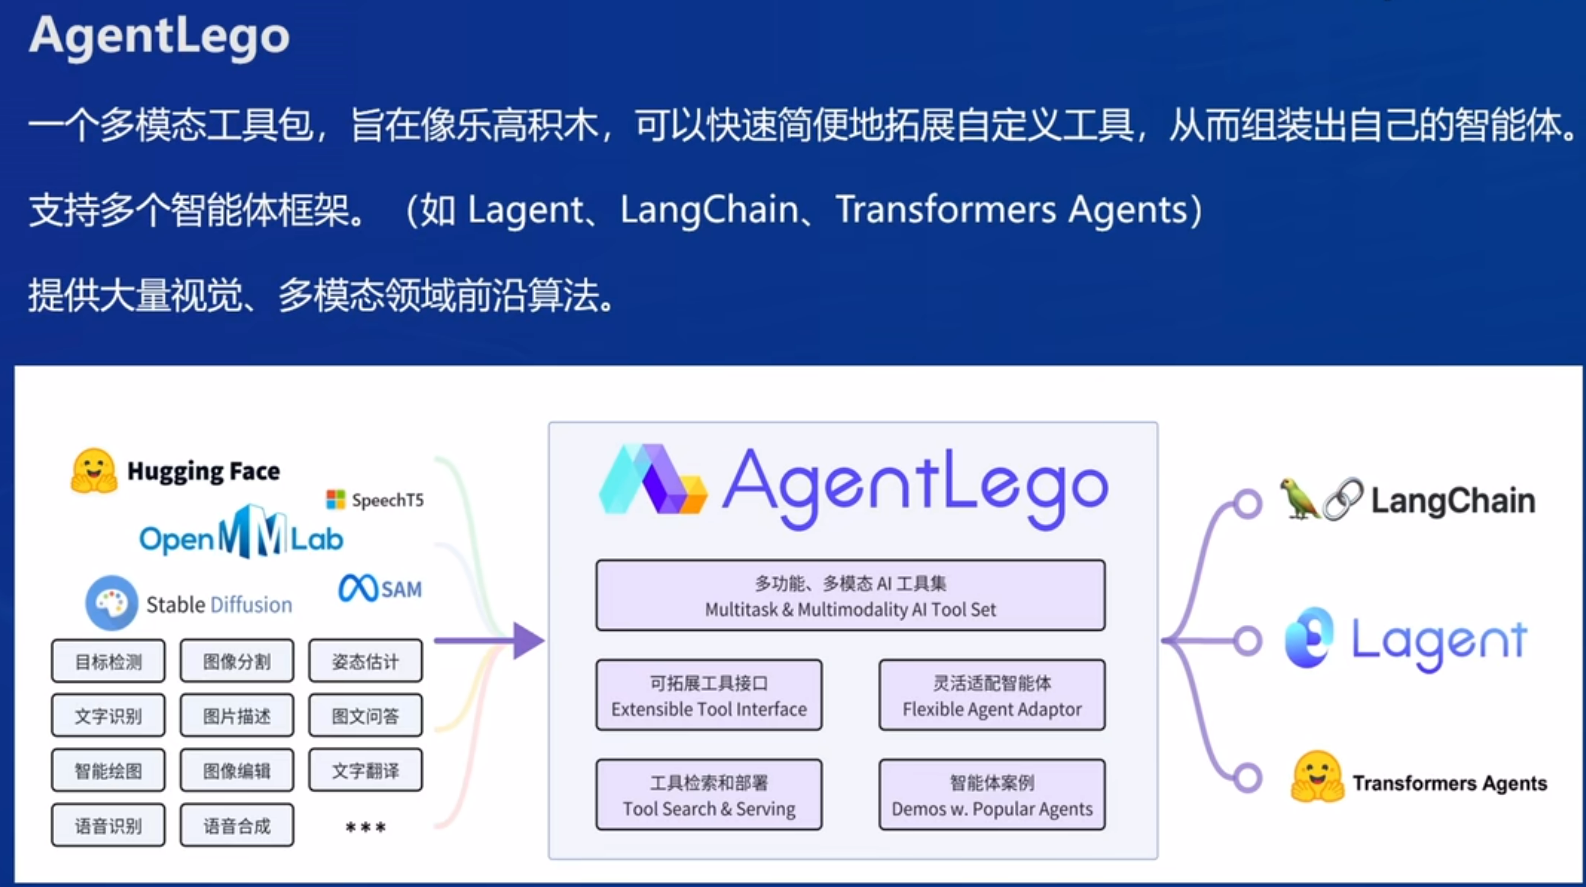 AgentLego
一个多模态工具包，旨在像乐高积木，可以快速简便地拓展自定义工具，从而组装出自己的智能体。
支持多个智能体框架。（如 Lagent、LangChain、Transformers Agents）
提供大量视觉、多模态领域前沿算法。
Hugging Face
SpeechT5
OpenMMLab
SAM
Stable Diffusion
目标检测 图像分割 姿态估计
文字识别 图片描述 图文问答
智能绘图 图像编辑 文字翻译
语音识别 语音合成 ***
AgentLego
多功能、多模态 AI 工具集
Multitask & Multimodality AI Tool Set
可拓展工具接口
Extensible Tool Interface
灵活适配智能体
Flexible Agent Adaptor
工具检索和部署
Tool Search & Serving
智能体案例
Demos w. Popular Agents
LangChain
Lagent
Transformers Agents